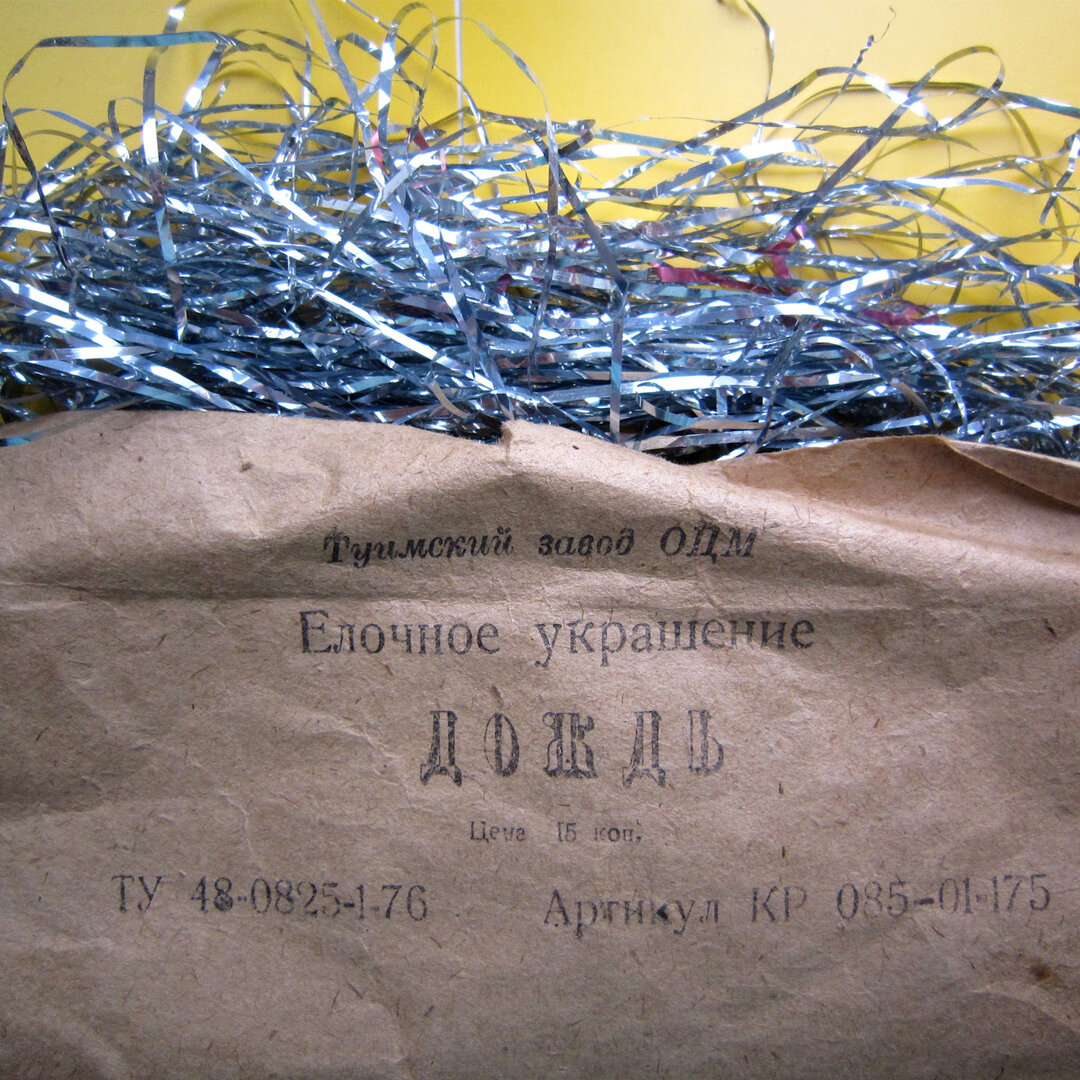 Туимский завод ОЦМ
Елочное украшение
ДОЖДЬ
Цена 15 коп.
ТУ 48-0825-1-76 Артикул КР 085-01-175